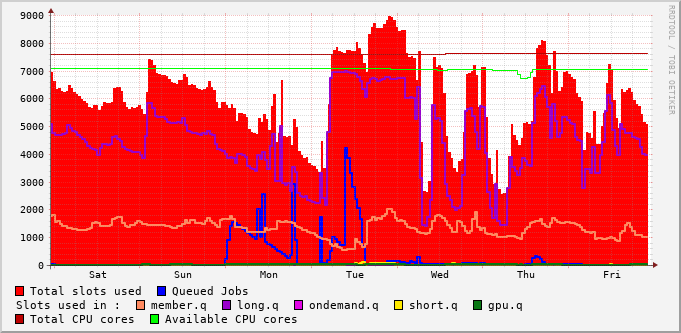 9000
8000
7000
6000
5000
4000
3000
2000
1000
0
Sat Sun Mon Tue Wed Thu Fri
RRDTOOL / TOBI OETIKER
Total slots used Queued Jobs
Slots used in : member.q long.q ondemand.q short.q gpu.q
Total CPU cores Available CPU cores